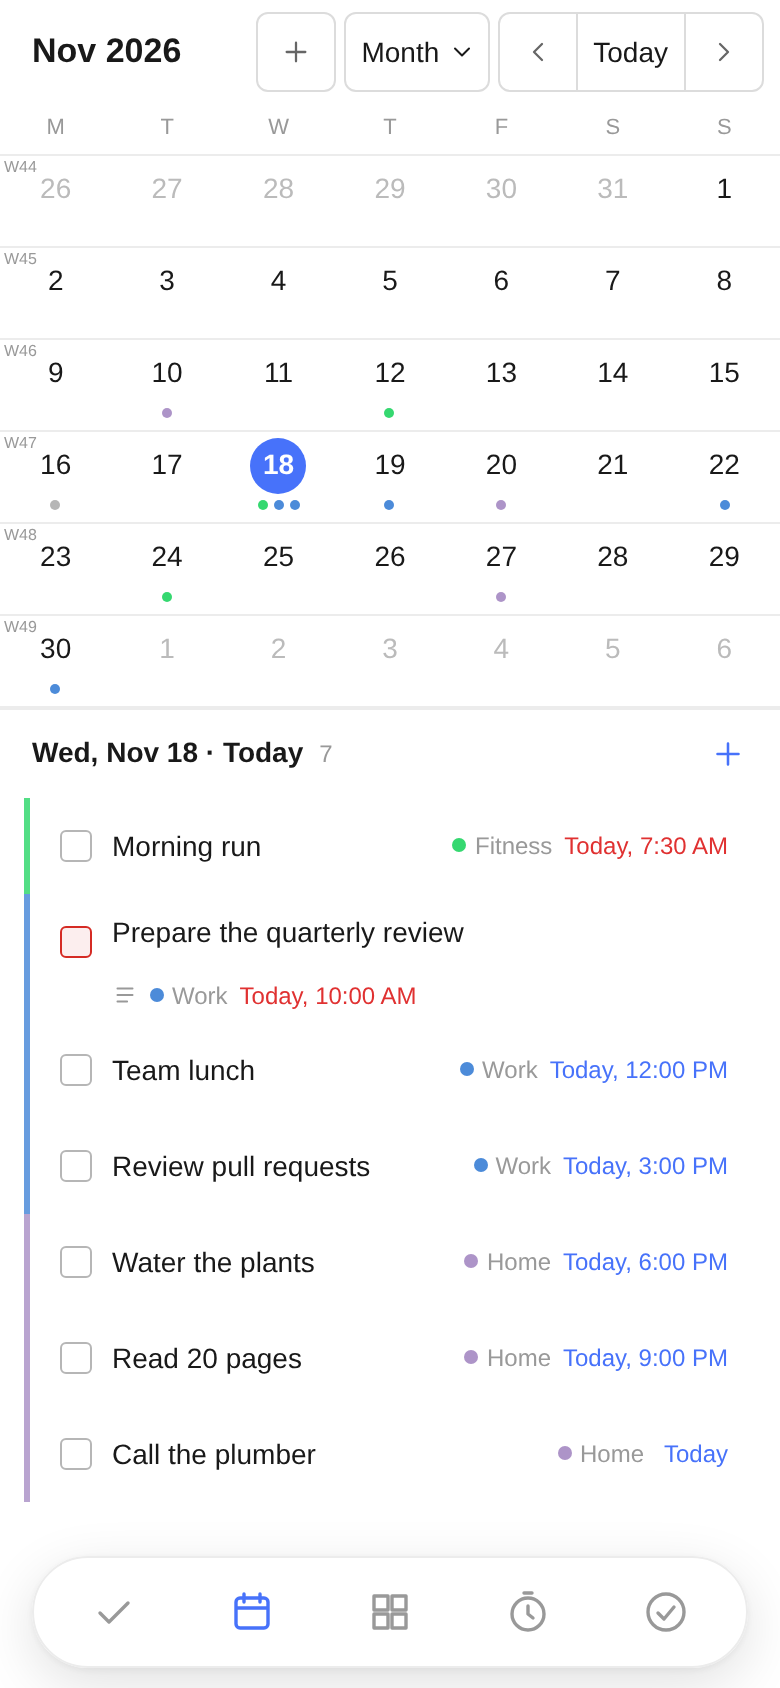 Nov 2026 Month Today
M T W T F S S
W44 26 27 28 29 30 31 1
W45 2 3 4 5 6 7 8
W46 9 10 11 12 13 14 15
W47 16 17 18 19 20 21 22
W48 23 24 25 26 27 28 29
W49 30 1 2 3 4 5 6
Wed, Nov 18 · Today 7
Morning run Fitness Today, 7:30 AM
Prepare the quarterly review
Work Today, 10:00 AM
Team lunch Work Today, 12:00 PM
Review pull requests Work Today, 3:00 PM
Water the plants Home Today, 6:00 PM
Read 20 pages Home Today, 9:00 PM
Call the plumber Home Today